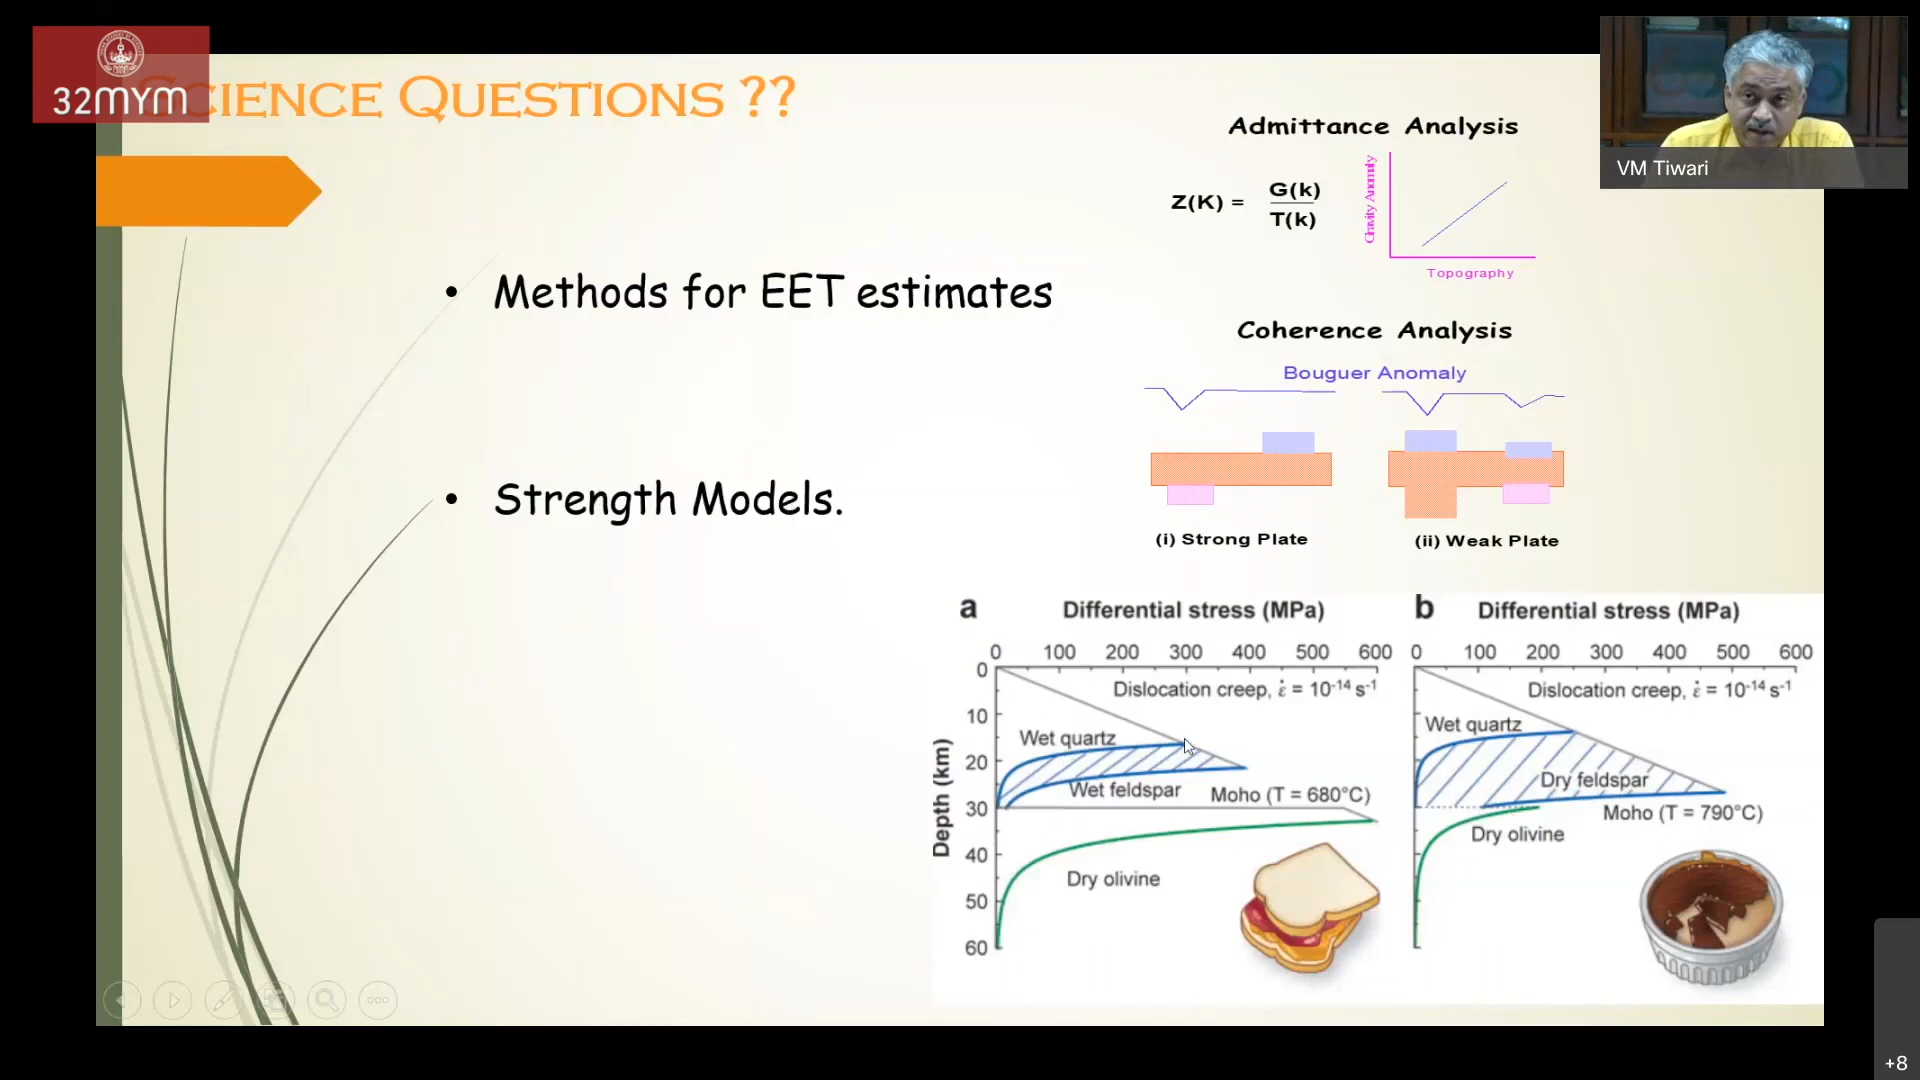 32MYM
SCIENCE QUESTIONS ??
VM Tiwari
Admittance Analysis
Z(K) = G(k)
T(k)
Gravity Anomaly
Topography
• Methods for EET estimates
Coherence Analysis
Bouguer Anomaly
(i) Strong Plate
(ii) Weak Plate
• Strength Models.
a
Differential stress (MPa)
0 100 200 300 400 500 600
Depth (km)
0
10
20
30
40
50
60
Dislocation creep, ε̇ = 10⁻¹⁴ s⁻¹
Wet quartz
Wet feldspar
Moho (T = 680°C)
Dry olivine
b
Differential stress (MPa)
0 100 200 300 400 500 600
Dislocation creep, ε̇ = 10⁻¹⁴ s⁻¹
Wet quartz
Dry feldspar
Moho (T = 790°C)
Dry olivine
+8